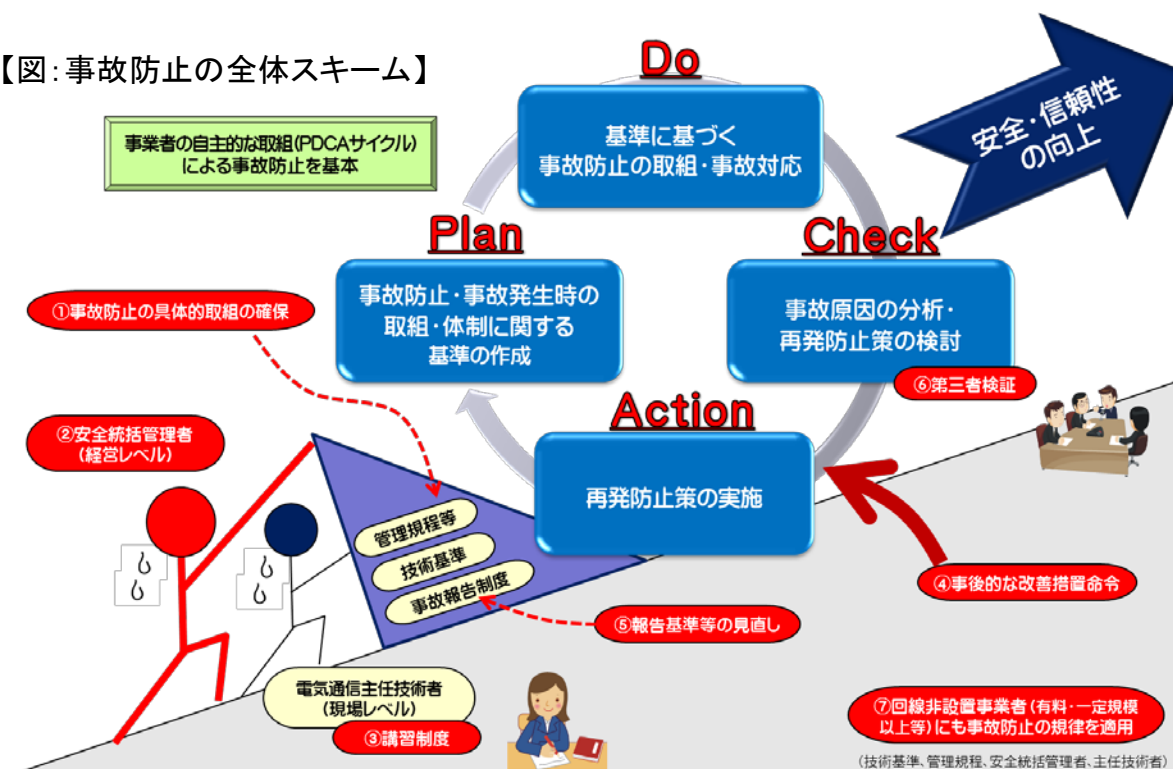 【図：事故防止の全体スキーム】
事業者の自主的な取組(PDCAサイクル)
による事故防止を基本
Do
基準に基づく
事故防止の取組・事故対応
安全・信頼性
の向上
Plan
事故防止・事故発生時の
取組・体制に関する
基準の作成
Check
事故原因の分析・
再発防止策の検討
⑥第三者検証
①事故防止の具体的取組の確保
Action
再発防止策の実施
②安全統括管理者
(経営レベル)
管理規程等
技術基準
事故報告制度
④事後的な改善措置命令
⑤報告基準等の見直し
電気通信主任技術者
(現場レベル)
③講習制度
⑦回線非設置事業者(有料・一定規模
以上等)にも事故防止の規律を適用
(技術基準、管理規程、安全統括管理者、主任技術者)